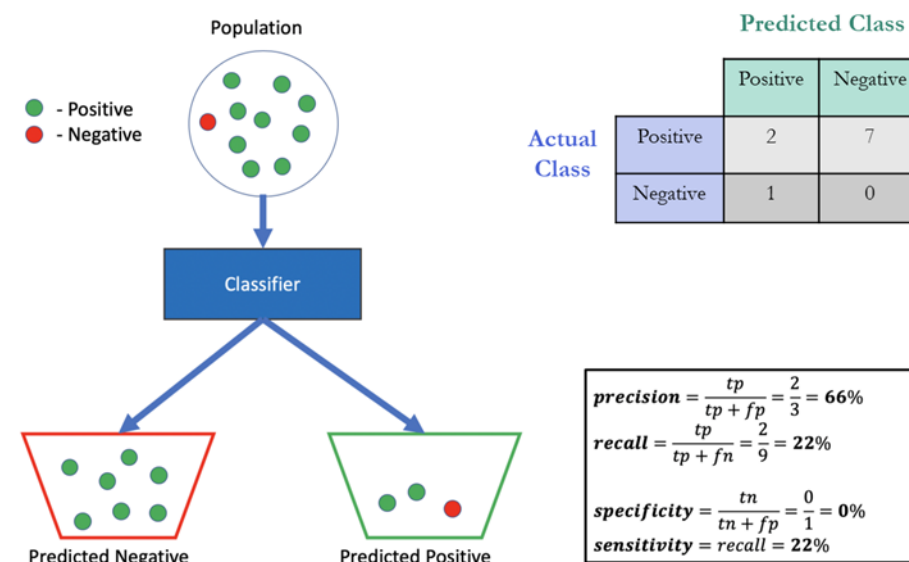 Population
- Positive
- Negative
Classifier
Predicted Negative
Predicted Positive
Predicted Class
Positive Negative
Actual
Class
Positive 2 7
Negative 1 0
precision = tp / (tp + fp) = 2/3 = 66%
recall = tp / (tp + fn) = 2/9 = 22%
specificity = tn / (tn + fp) = 0/1 = 0%
sensitivity = recall = 22%